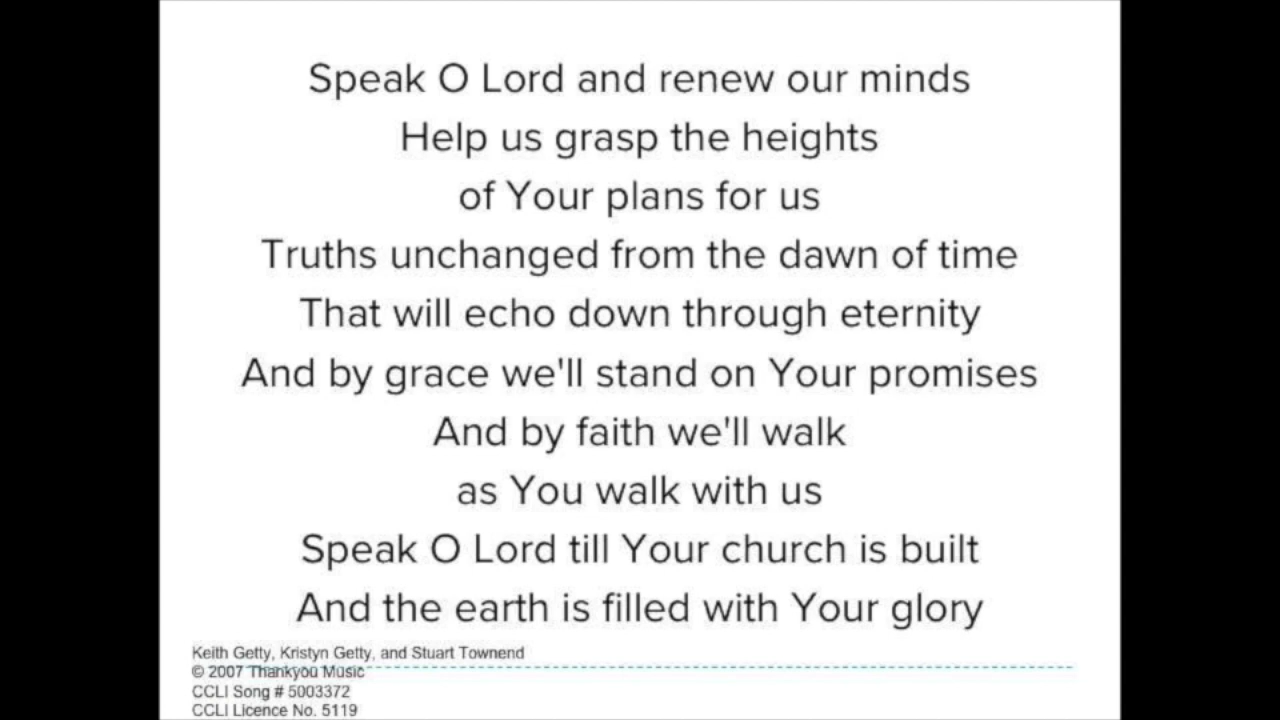 Speak O Lord and renew our minds
Help us grasp the heights
of Your plans for us
Truths unchanged from the dawn of time
That will echo down through eternity
And by grace we'll stand on Your promises
And by faith we'll walk
as You walk with us
Speak O Lord till Your church is built
And the earth is filled with Your glory
Keith Getty, Kristyn Getty, and Stuart Townend
© 2007 Thankyou Music
CCLI Song # 5003372
CCLI Licence No. 5119